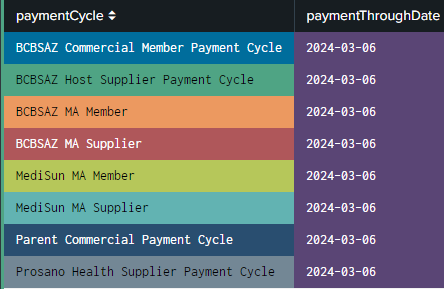 paymentCycle paymentThroughDate
BCBSAZ Commercial Member Payment Cycle 2024-03-06
BCBSAZ Host Supplier Payment Cycle 2024-03-06
BCBSAZ MA Member 2024-03-06
BCBSAZ MA Supplier 2024-03-06
MediSun MA Member 2024-03-06
MediSun MA Supplier 2024-03-06
Parent Commercial Payment Cycle 2024-03-06
Prosano Health Supplier Payment Cycle 2024-03-06